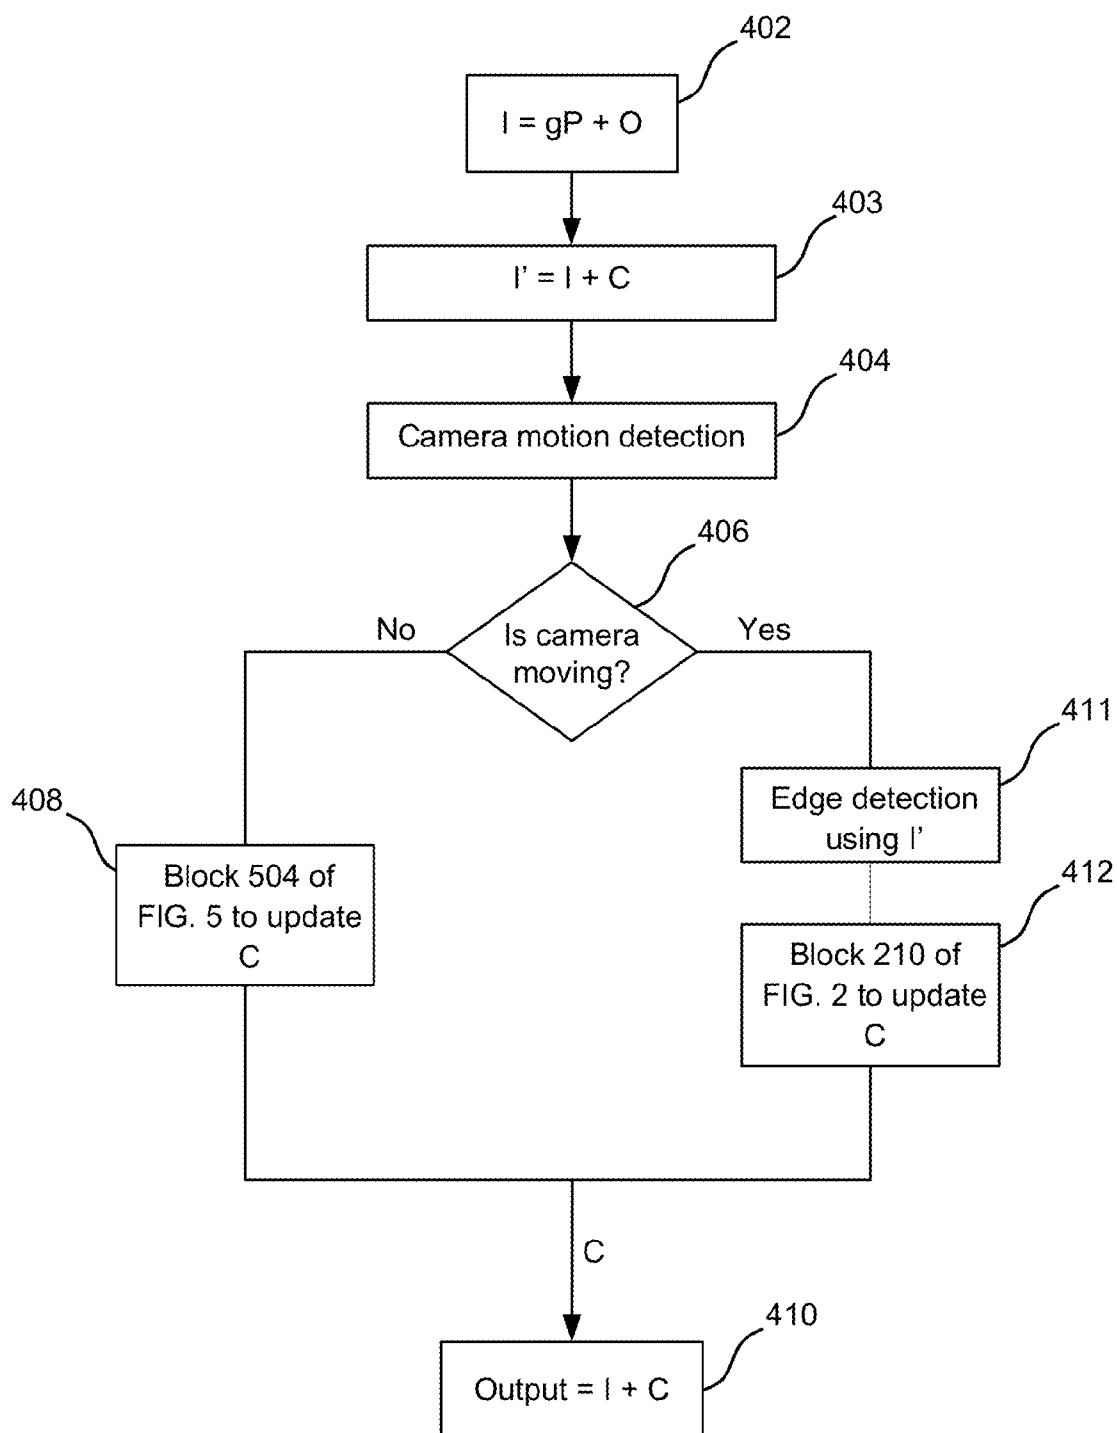 402
I = gP + O
403
I' = I + C
404
Camera motion detection
406
No
Is camera
moving?
Yes
411
Edge detection
using I'
408
Block 504 of
FIG. 5 to update
C
412
Block 210 of
FIG. 2 to update
C
C
410
Output = I + C